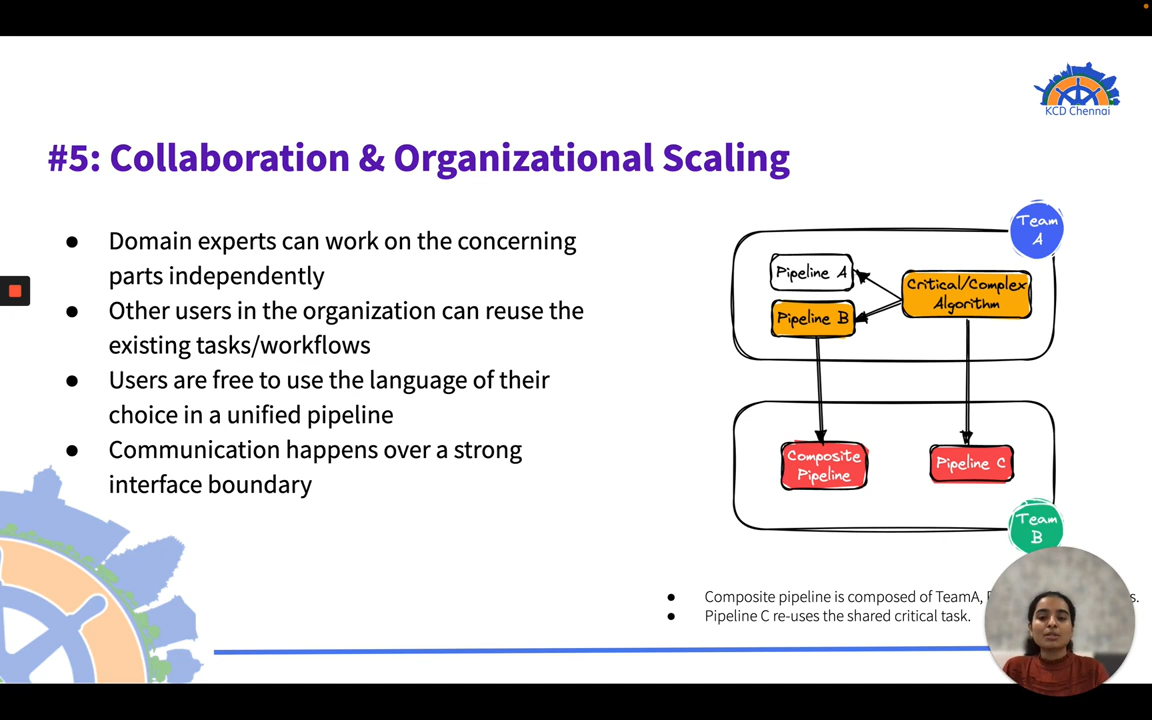 KCD Chennai
#5: Collaboration & Organizational Scaling
● Domain experts can work on the concerning
parts independently
● Other users in the organization can reuse the
existing tasks/workflows
● Users are free to use the language of their
choice in a unified pipeline
● Communication happens over a strong
interface boundary
Team
A
Pipeline A
Critical/Complex
Algorithm
Pipeline B
Composite
Pipeline
Pipeline C
Team
B
● Composite pipeline is composed of TeamA,
● Pipeline C re-uses the shared critical task.